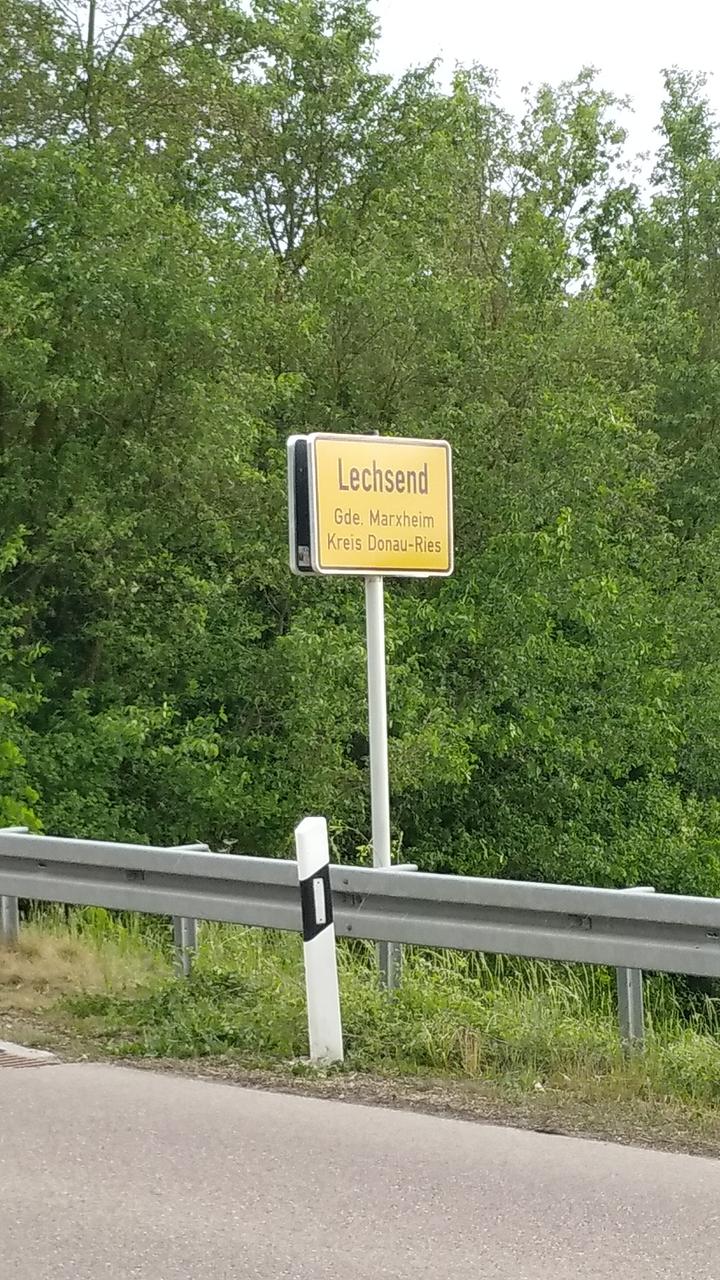 Lechsend
Gde. Marxheim
Kreis Donau-Ries